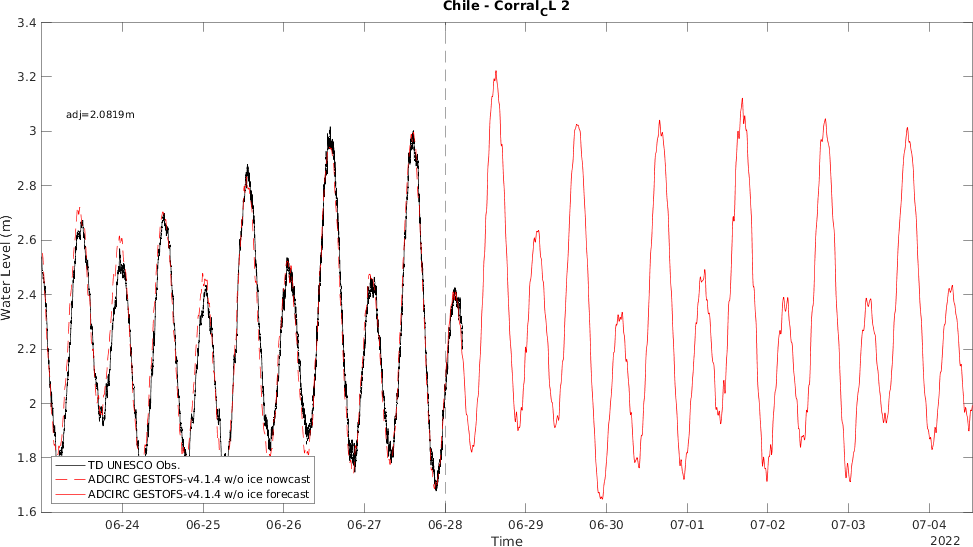 Chile - Corral_CL 2
3.4
3.2
3
2.8
2.6
2.4
2.2
2
1.8
1.6
Water Level (m)
adj=2.0819m
TD UNESCO Obs.
ADCIRC GESTOFS-v4.1.4 w/o ice nowcast
ADCIRC GESTOFS-v4.1.4 w/o ice forecast
06-24 06-25 06-26 06-27 06-28 06-29 06-30 07-01 07-02 07-03 07-04
Time
2022